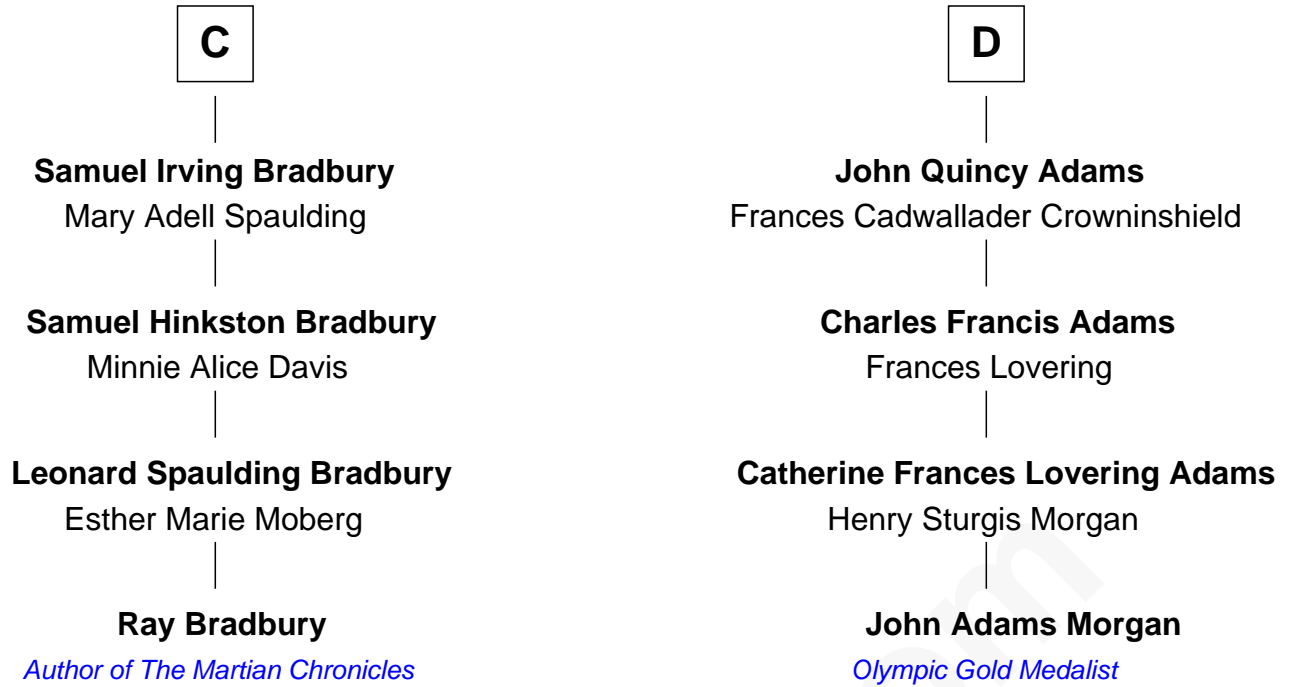 C
Samuel Irving Bradbury
Mary Adell Spaulding
Samuel Hinkston Bradbury
Minnie Alice Davis
Leonard Spaulding Bradbury
Esther Marie Moberg
Ray Bradbury
Author of The Martian Chronicles
D
John Quincy Adams
Frances Cadwallader Crowninshield
Charles Francis Adams
Frances Lovering
Catherine Frances Lovering Adams
Henry Sturgis Morgan
John Adams Morgan
Olympic Gold Medalist